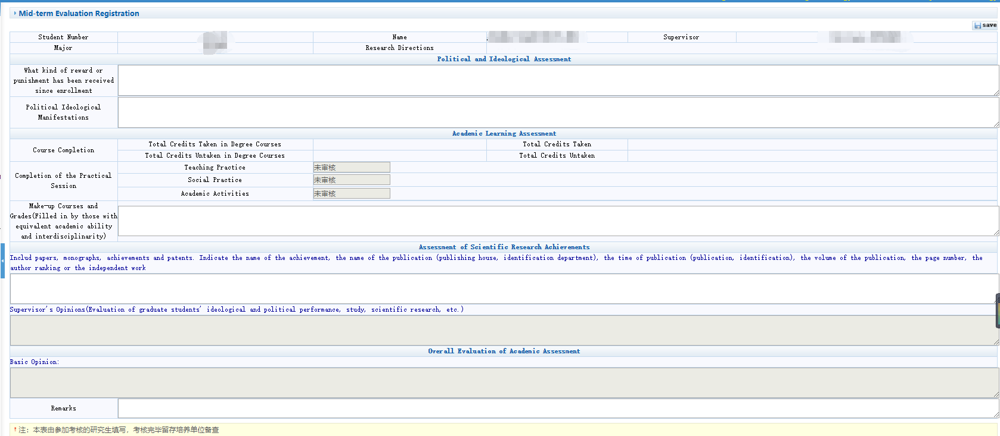 Mid-term Evaluation Registration
save
Student Number Name Supervisor
Major Research Directions
Political and Ideological Assessment
What kind of reward or
punishment has been received
since enrollment
Political Ideological
Manifestations
Academic Learning Assessment
Course Completion
Total Credits Taken in Degree Courses Total Credits Taken
Total Credits Untaken in Degree Courses Total Credits Untaken
Completion of the Practical
Session
Teaching Practice 未审核
Social Practice 未审核
Academic Activities 未审核
Make-up Courses and
Grades(Filled in by those with
equivalent academic ability
and interdisciplinarity)
Assessment of Scientific Research Achievements
Includ papers, monographs, achievements and patents. Indicate the name of the achievement, the name of the publication (publishing house, identification department), the time of publication (publication, identification), the volume of the publication, the page number, the
author ranking or the independent work
Supervisor's Opinions(Evaluation of graduate students' ideological and political performance, study, scientific research, etc.)
Overall Evaluation of Academic Assessment
Basic Opinion:
Remarks
! 注：本表由参加考核的研究生填写，考核完毕留存培养单位备查